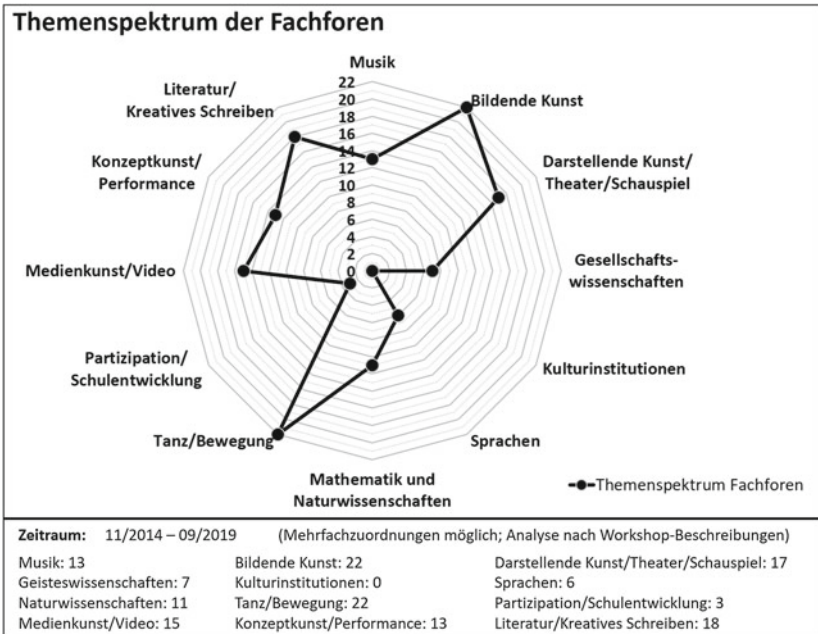 Themenspektrum der Fachforen
Musik
22
20
18
16
14
12
10
8
6
4
2
0
Bildende Kunst
Darstellende Kunst/
Theater/Schauspiel
Gesellschafts-
wissenschaften
Kulturinstitutionen
Sprachen
Mathematik und
Naturwissenschaften
Tanz/Bewegung
Partizipation/
Schulentwicklung
Medienkunst/Video
Konzeptkunst/
Performance
Literatur/
Kreatives Schreiben
Themenspektrum Fachforen
Zeitraum: 11/2014 – 09/2019 (Mehrfachzuordnungen möglich; Analyse nach Workshop-Beschreibungen)
Musik: 13 Bildende Kunst: 22 Darstellende Kunst/Theater/Schauspiel: 17
Geisteswissenschaften: 7 Kulturinstitutionen: 0 Sprachen: 6
Naturwissenschaften: 11 Tanz/Bewegung: 22 Partizipation/Schulentwicklung: 3
Medienkunst/Video: 15 Konzeptkunst/Performance: 13 Literatur/Kreatives Schreiben: 18